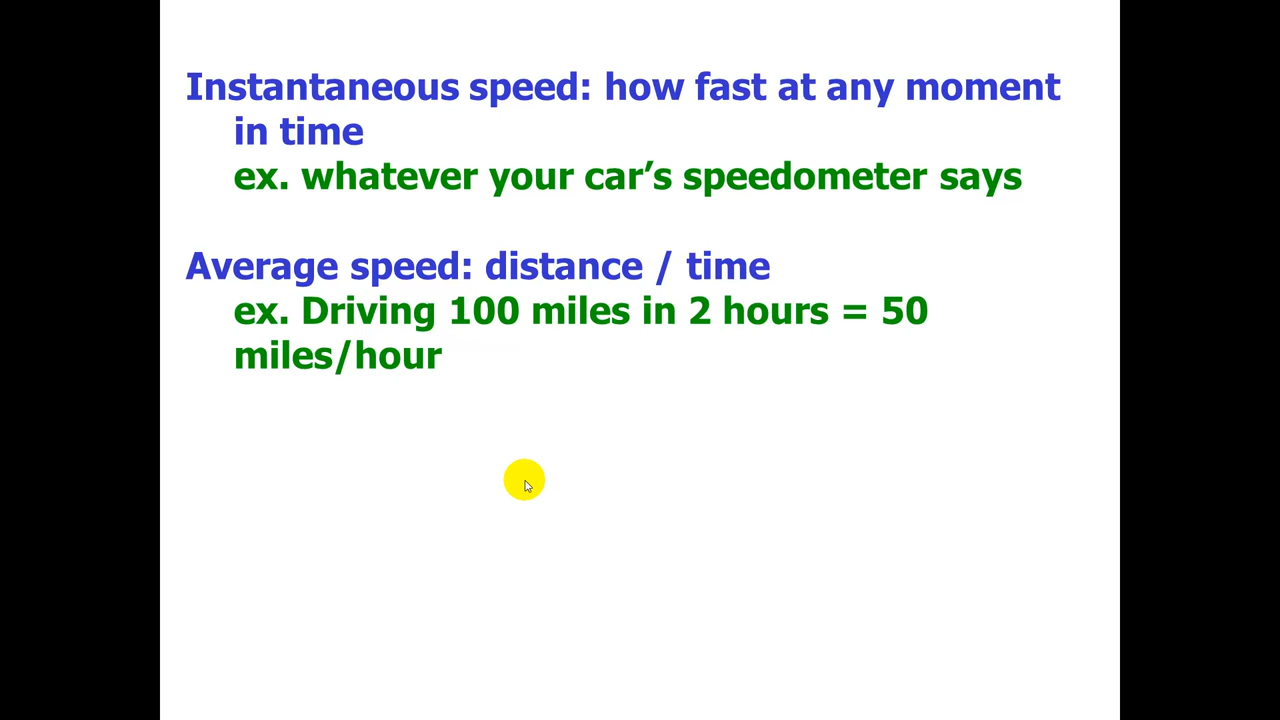 Instantaneous speed: how fast at any moment
in time
ex. whatever your car’s speedometer says
Average speed: distance / time
ex. Driving 100 miles in 2 hours = 50
miles/hour